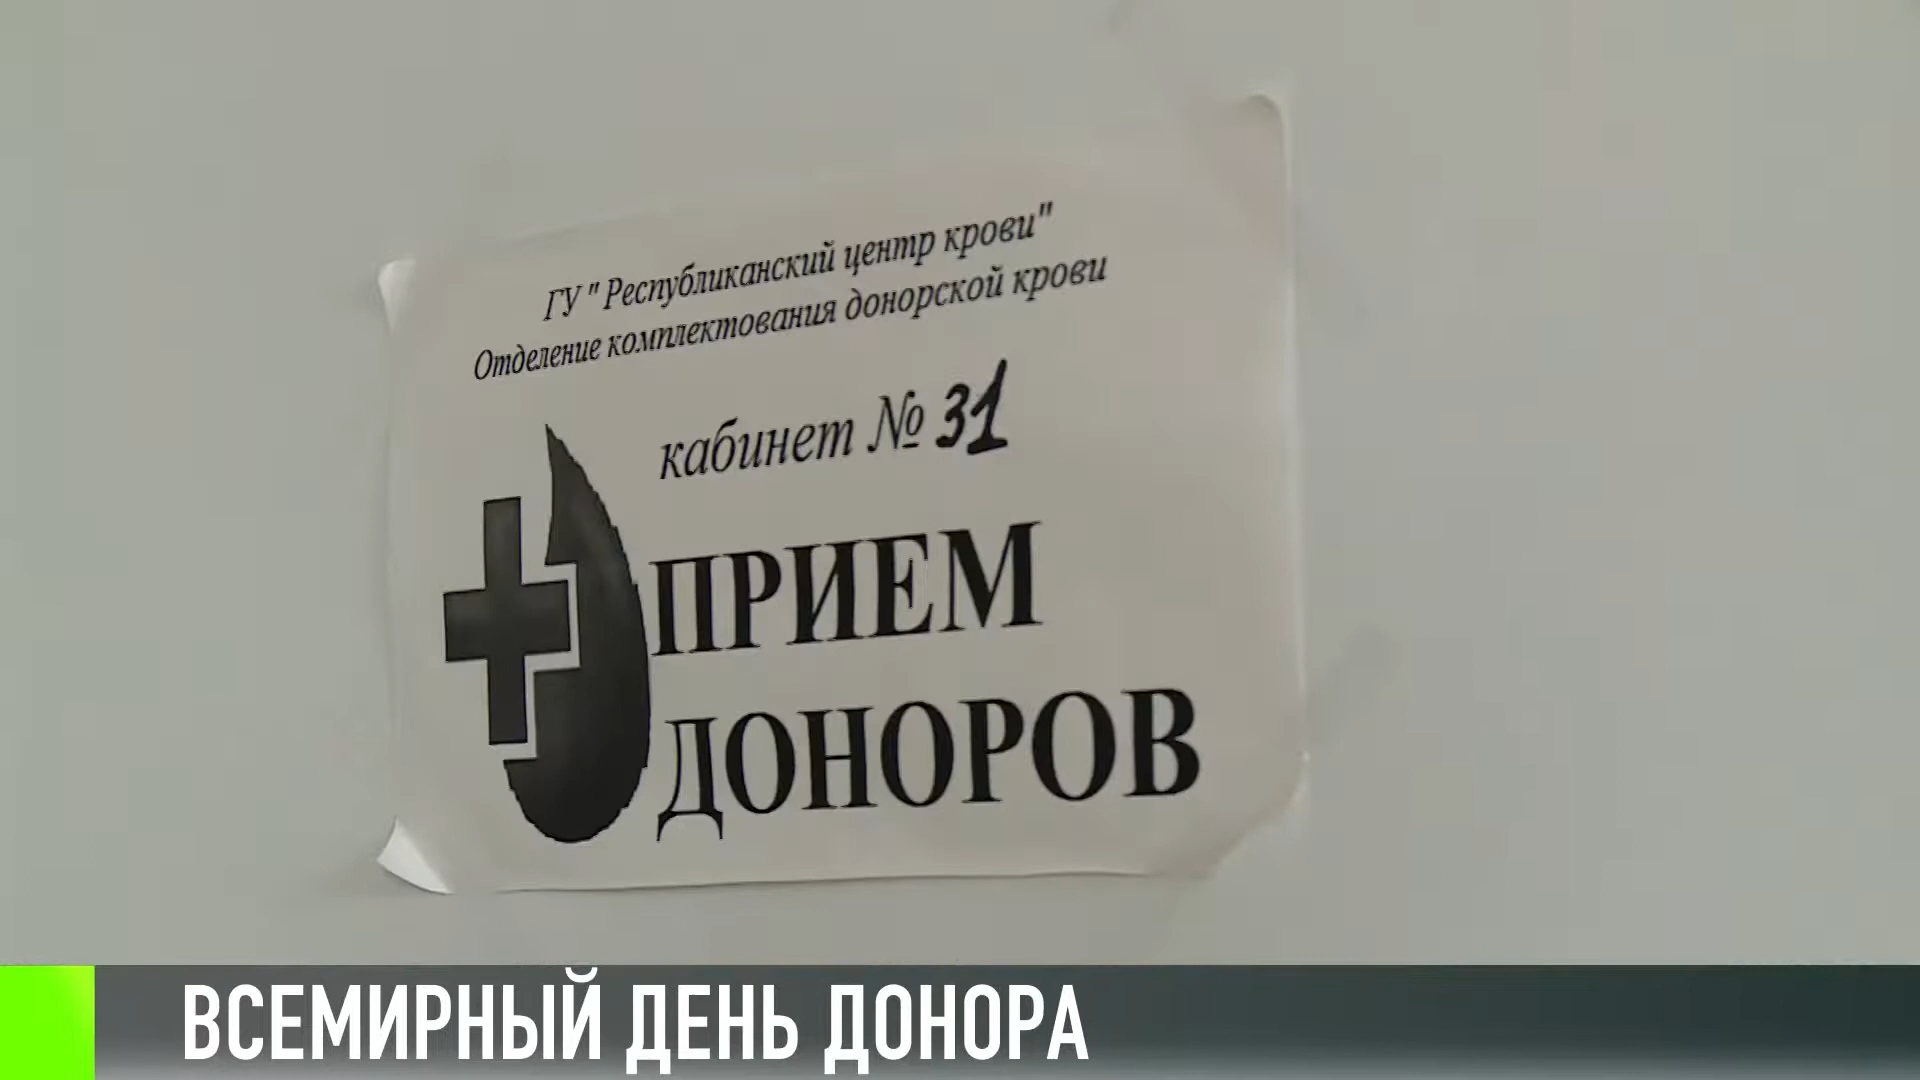 ГУ " Республиканский центр крови"
Отделение комплектования донорской крови
кабинет № 31
ПРИЕМ
ДОНОРОВ
ВСЕМИРНЫЙ ДЕНЬ ДОНОРА